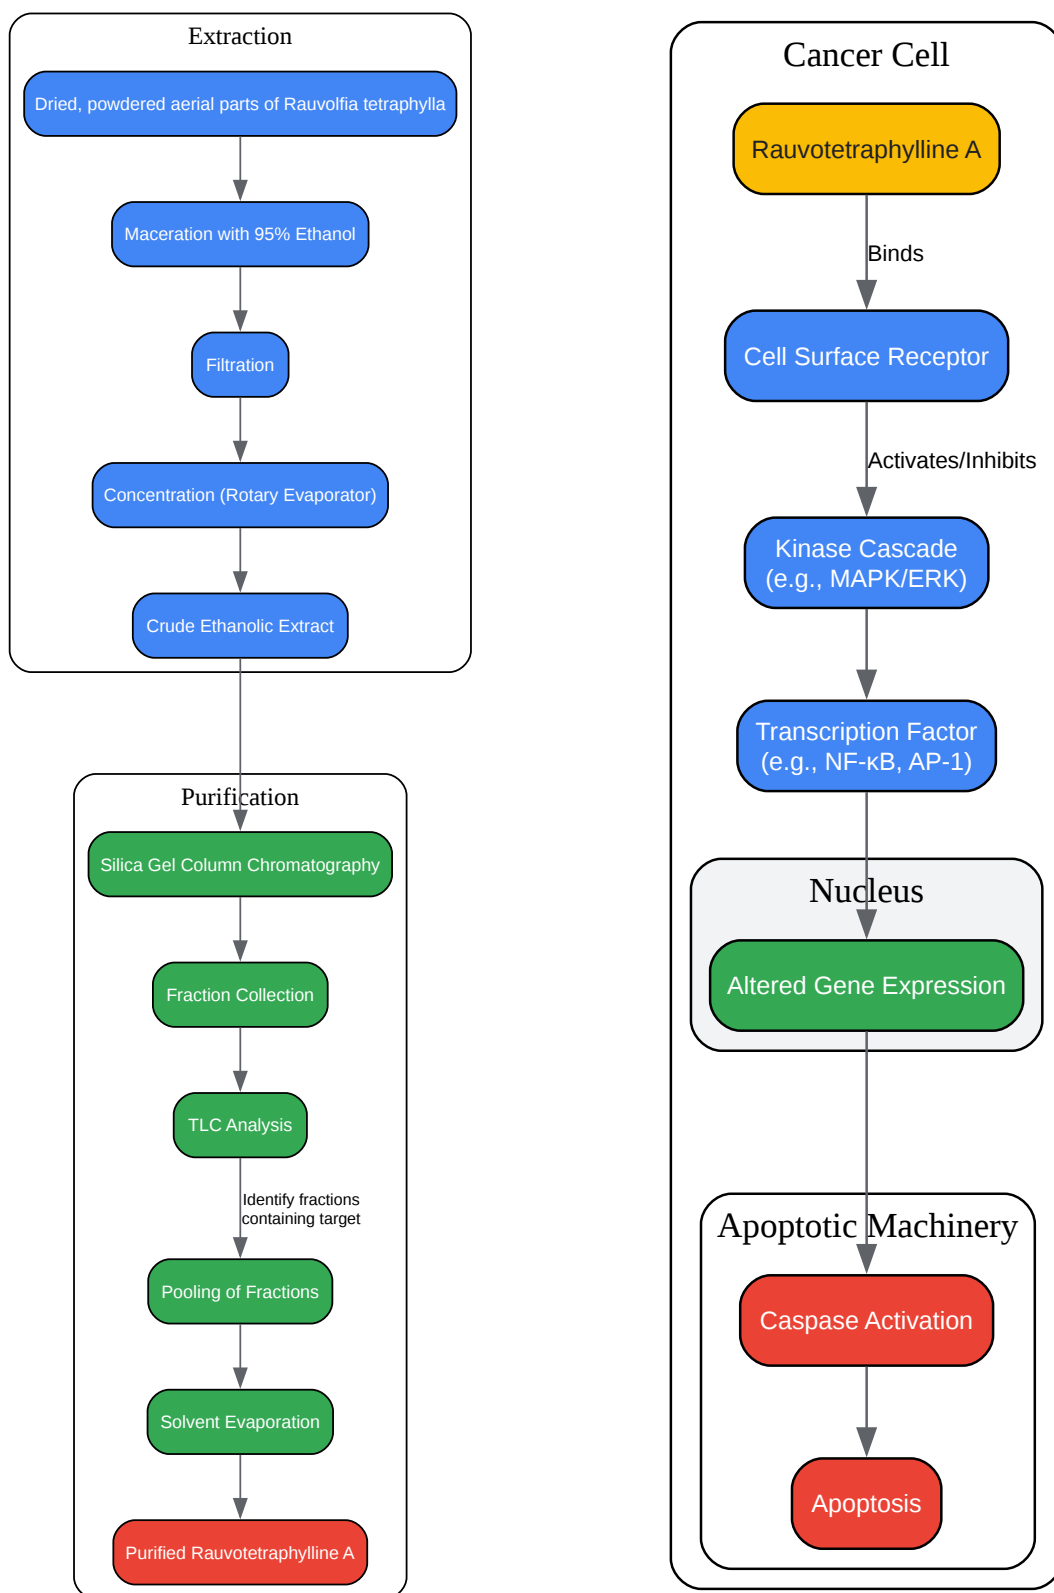 Extraction
Dried, powdered aerial parts of Rauvolfia tetraphylla
Maceration with 95% Ethanol
Filtration
Concentration (Rotary Evaporator)
Crude Ethanolic Extract
Purification
Silica Gel Column Chromatography
Fraction Collection
TLC Analysis
Identify fractions
containing target
Pooling of Fractions
Solvent Evaporation
Purified Rauvotetraphylline A
Cancer Cell
Rauvotetraphylline A
Binds
Cell Surface Receptor
Activates/Inhibits
Kinase Cascade
(e.g., MAPK/ERK)
Transcription Factor
(e.g., NF-κB, AP-1)
Nucleus
Altered Gene Expression
Apoptotic Machinery
Caspase Activation
Apoptosis